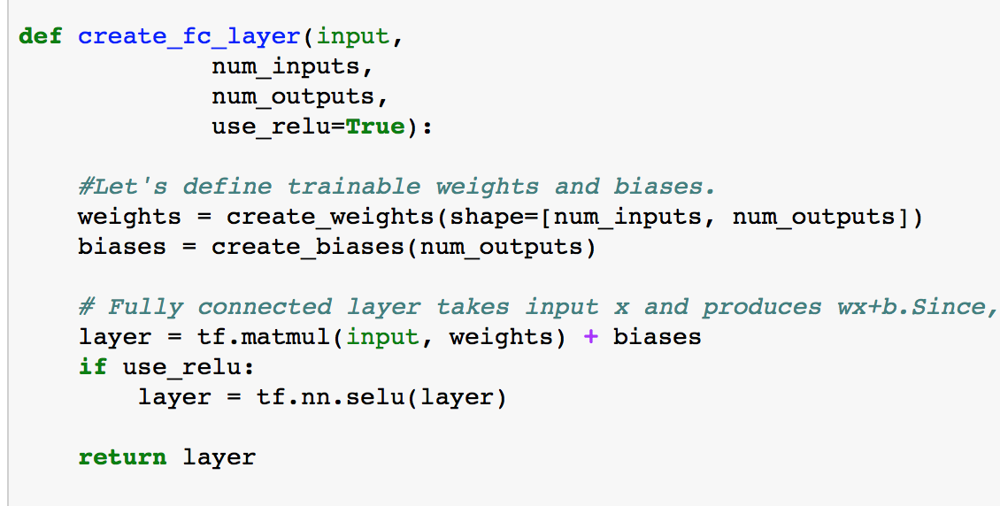 def create_fc_layer(input,
             num_inputs,
             num_outputs,
             use_relu=True):
    #Let's define trainable weights and biases.
    weights = create_weights(shape=[num_inputs, num_outputs])
    biases = create_biases(num_outputs)
    # Fully connected layer takes input x and produces wx+b.Since,
    layer = tf.matmul(input, weights) + biases
    if use_relu:
        layer = tf.nn.selu(layer)
    return layer